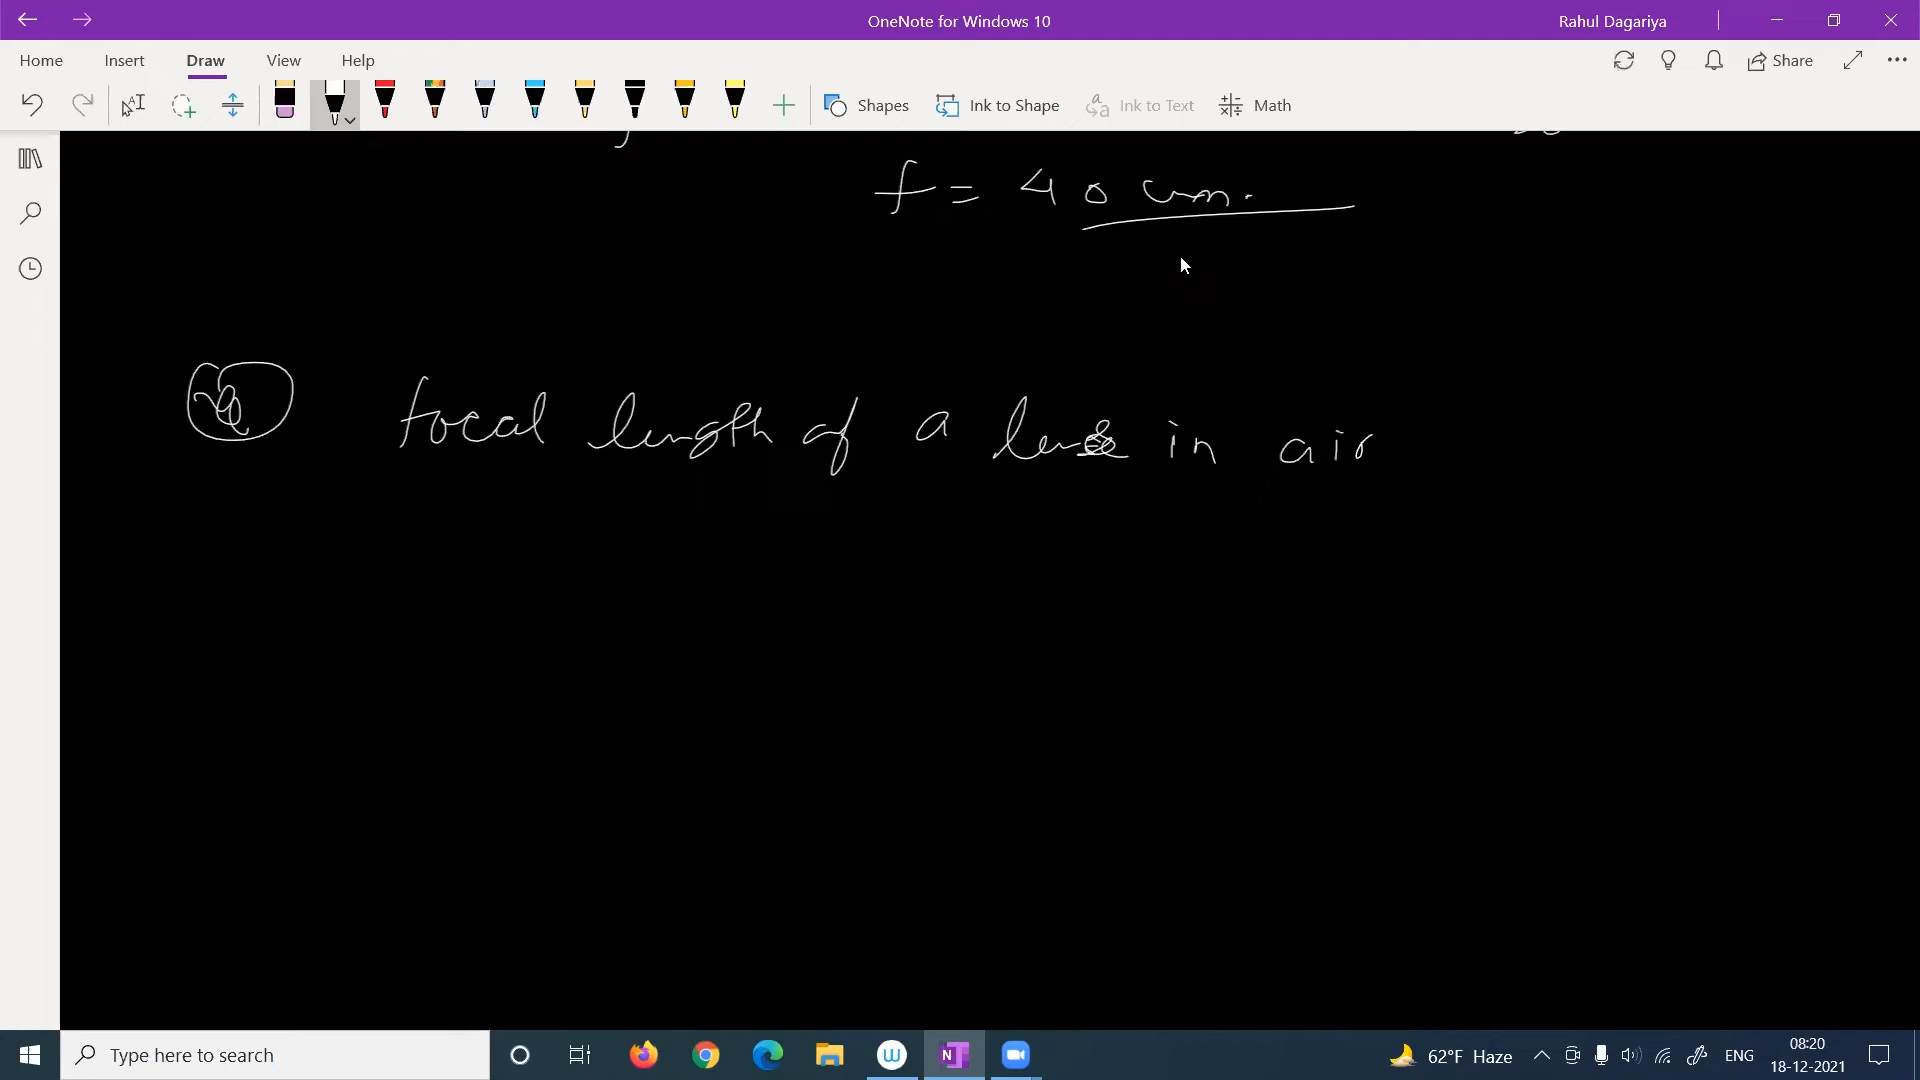 OneNote for Windows 10
Rahul Dagariya
Home Insert Draw View Help
Share
Shapes Ink to Shape Ink to Text Math
f = 40 cm.
focal length of a lense in air
Type here to search
62°F Haze
ENG
08:20
18-12-2021